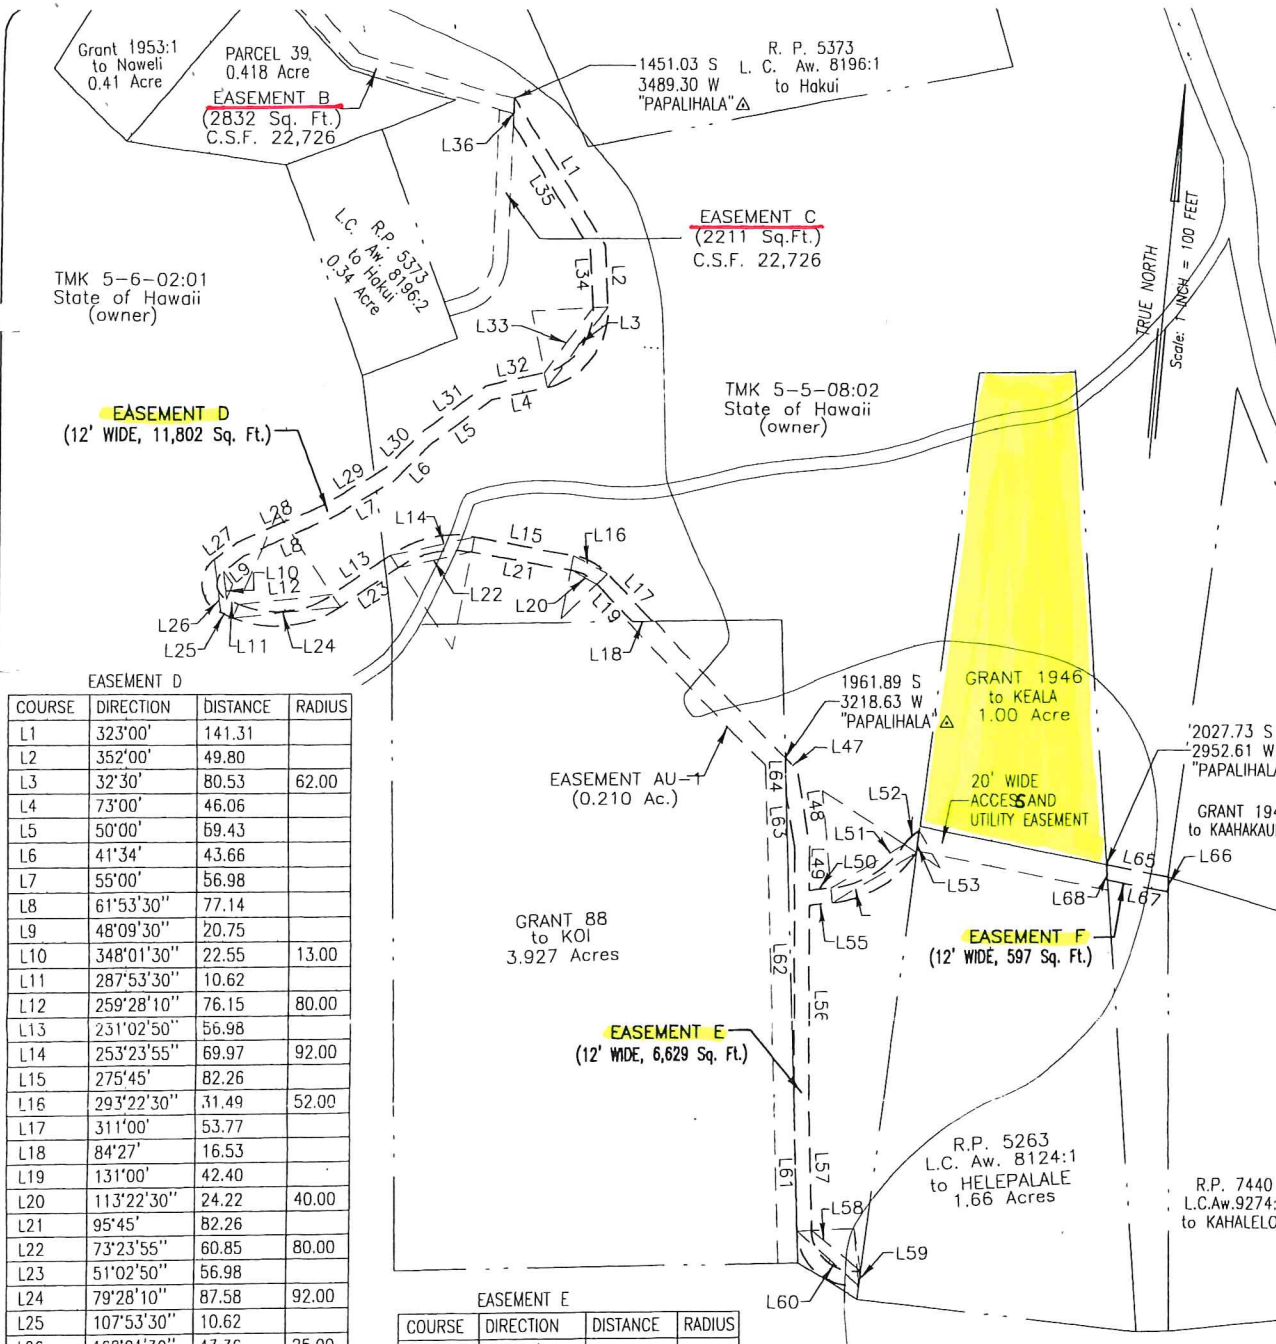 Grant 1953:1
to Naweli
0.41 Acre
PARCEL 39,
0.418 Acre
EASEMENT B
(2832 Sq. Ft.)
C.S.F. 22,726
1451.03 S
3489.30 W
"PAPALIHALA"
R. P. 5373
L. C. Aw. 8196:1
to Hakui
L36
L1
L35
R.P. 5373
L.C. Aw. 8196:2
to Hakui
0.34 Acre
EASEMENT C
(2211 Sq.Ft.)
C.S.F. 22,726
TRUE NORTH
Scale: 1 INCH = 100 FEET
TMK 5-6-02:01
State of Hawaii
(owner)
L34
L2
L33
L3
L32
L4
L31
L5
TMK 5-5-08:02
State of Hawaii
(owner)
EASEMENT D
(12' WIDE, 11,802 Sq. Ft.)
L30
L6
L29
L7
L28
L8
L27
L9
L10
L12
L13
L23
L14
L15
L21
L16
L17
L22
L20
L19
L26
L25
L11
L24
L18
1961.89 S
3218.63 W
"PAPALIHALA"
GRANT 1946
to KEALA
1.00 Acre
L47
EASEMENT AU-1
(0.210 Ac.)
L64
L63
L48
L52
L51
L50
L49
L53
L55
20' WIDE
ACCESS AND
UTILITY EASEMENT
2027.73 S
2952.61 W
"PAPALIHALA
GRANT 194
to KAAHAKAU
L65
L66
L68
L67
GRANT 88
to KOI
3.927 Acres
EASEMENT F
(12' WIDE, 597 Sq. Ft.)
L62
L56
EASEMENT E
(12' WIDE, 6,629 Sq. Ft.)
R.P. 5263
L.C. Aw. 8124:1
to HELEPALALE
1.66 Acres
R.P. 7440
L.C.Aw.9274:
to KAHALELO
L61
L57
L58
L59
L60
EASEMENT D
COURSE DIRECTION DISTANCE RADIUS
L1 323°00' 141.31
L2 352°00' 49.80
L3 32°30' 80.53 62.00
L4 73°00' 46.06
L5 50°00' 69.43
L6 41°34' 43.66
L7 55°00' 56.98
L8 61°53'30" 77.14
L9 48°09'30" 20.75
L10 348°01'30" 22.55 13.00
L11 287°53'30" 10.62
L12 259°28'10" 76.15 80.00
L13 231°02'50" 56.98
L14 253°23'55" 69.97 92.00
L15 275°45' 82.26
L16 293°22'30" 31.49 52.00
L17 311°00' 53.77
L18 84°27' 16.53
L19 131°00' 42.40
L20 113°22'30" 24.22 40.00
L21 95°45' 82.26
L22 73°23'55" 60.85 80.00
L23 51°02'50" 56.98
L24 79°28'10" 87.58 92.00
L25 107°53'30" 10.62
EASEMENT E
COURSE DIRECTION DISTANCE RADIUS